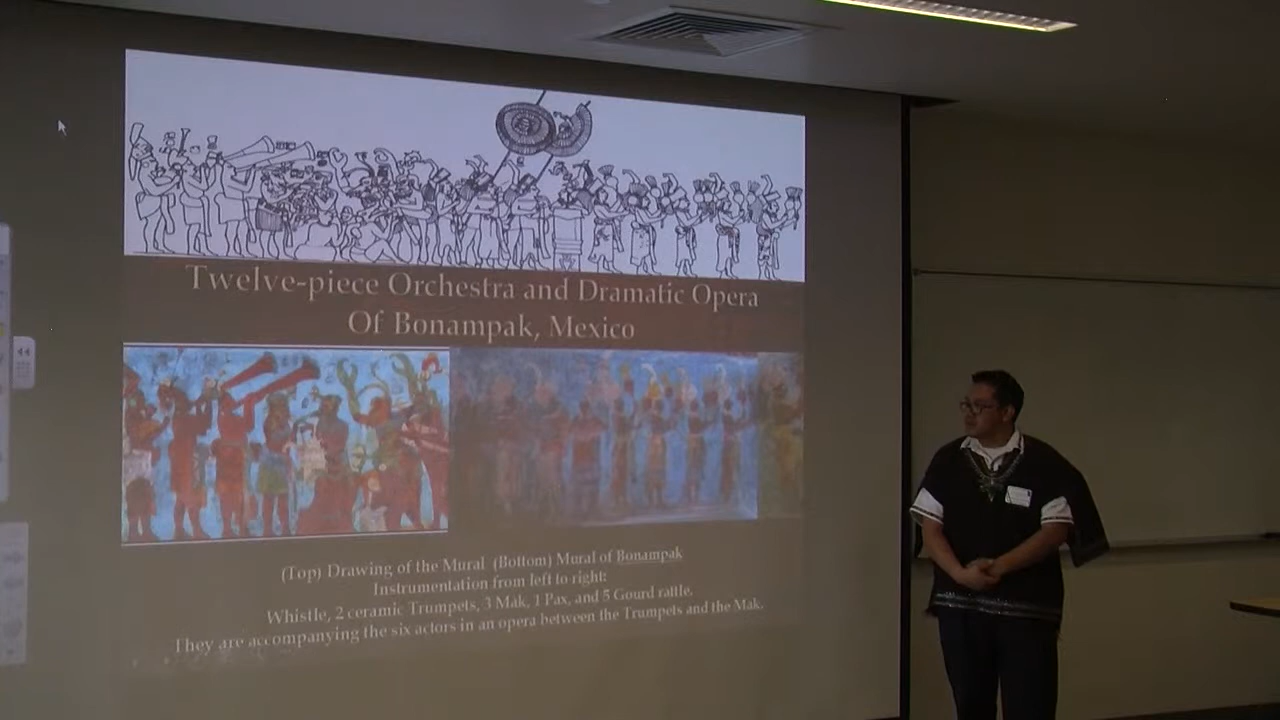 Twelve-piece Orchestra and Dramatic Opera
Of Bonampak, Mexico
(Top) Drawing of the Mural (Bottom) Mural of Bonampak
Instrumentation from left to right:
Whistle, 2 ceramic Trumpets, 3 Mak, 1 Pax, and 5 Gourd rattle.
They are accompanying the six actors in an opera between the Trumpets and the Mak.